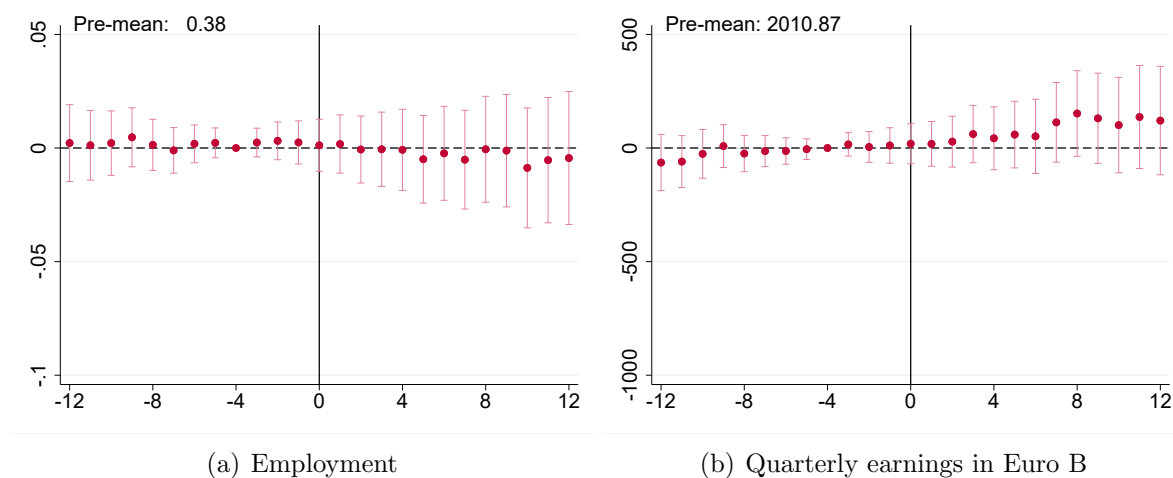 Pre-mean: 0.38
.05
0
-.05
-.1
-12 -8 -4 0 4 8 12
(a) Employment
Pre-mean: 2010.87
500
0
-500
-1000
-12 -8 -4 0 4 8 12
(b) Quarterly earnings in Euro B